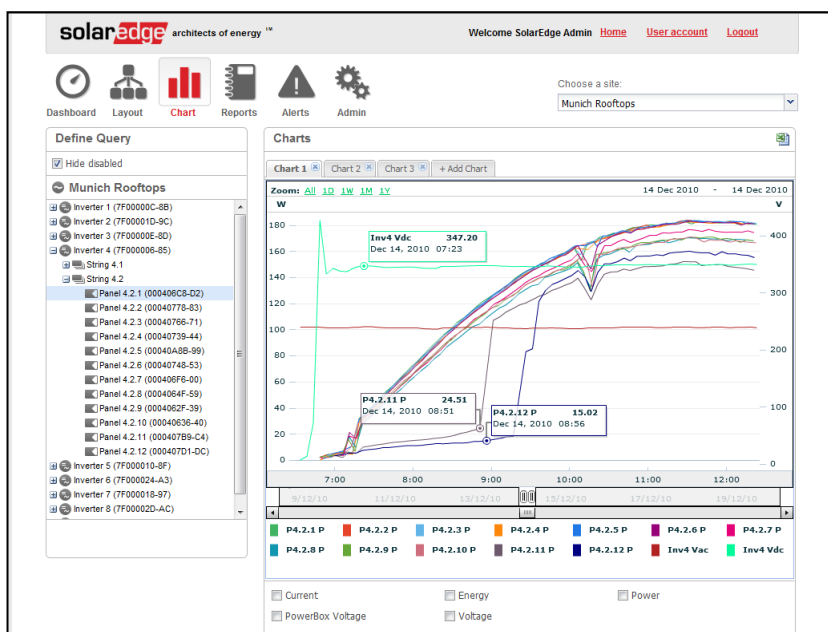 solaredge architects of energy ™
Welcome SolarEdge Admin Home User account Logout
Dashboard Layout Chart Reports Alerts Admin
Choose a site:
Munich Rooftops
Define Query
Hide disabled
Munich Rooftops
Inverter 1 (7F00000C-8B)
Inverter 2 (7F00001D-9C)
Inverter 3 (7F00000E-8D)
Inverter 4 (7F000006-85)
String 4.1
String 4.2
Panel 4.2.1 (000406C8-D2)
Panel 4.2.2 (00040778-83)
Panel 4.2.3 (00040766-71)
Panel 4.2.4 (00040739-44)
Panel 4.2.5 (00040A8B-99)
Panel 4.2.6 (00040748-53)
Panel 4.2.7 (000406F6-00)
Panel 4.2.8 (0004064F-59)
Panel 4.2.9 (0004062F-39)
Panel 4.2.10 (00040636-40)
Panel 4.2.11 (000407B9-C4)
Panel 4.2.12 (000407D1-DC)
Inverter 5 (7F000010-8F)
Inverter 6 (7F000024-A3)
Inverter 7 (7F000018-97)
Inverter 8 (7F00002D-AC)
Charts
Chart 1 Chart 2 Chart 3 + Add Chart
Zoom: All 1D 1W 1M 1Y 14 Dec 2010 - 14 Dec 2010
W V
180
160
140
120
100
80
60
40
20
0
400
300
200
100
0
Inv4 Vdc 347.20
Dec 14, 2010 07:23
P4.2.11 P 24.51
Dec 14, 2010 08:51
P4.2.12 P 15.02
Dec 14, 2010 08:56
7:00 8:00 9:00 10:00 11:00 12:00
9/12/10 11/12/10 13/12/10 15/12/10 17/12/10 19/12/10
P4.2.1 P P4.2.2 P P4.2.3 P P4.2.4 P P4.2.5 P P4.2.6 P P4.2.7 P
P4.2.8 P P4.2.9 P P4.2.10 P P4.2.11 P P4.2.12 P Inv4 Vac Inv4 Vdc
Current Energy Power
PowerBox Voltage Voltage